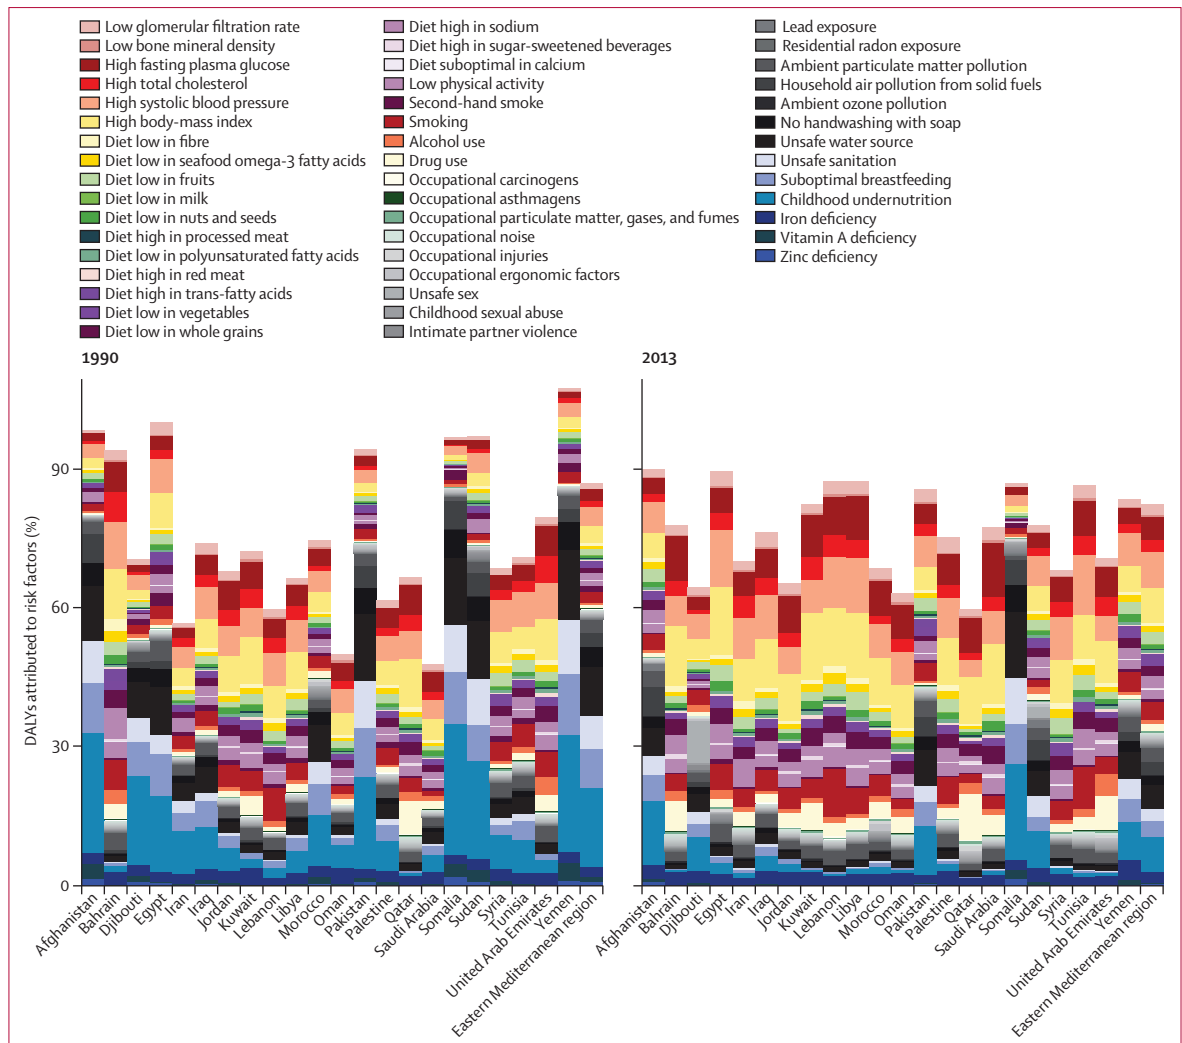 Low glomerular filtration rate
Low bone mineral density
High fasting plasma glucose
High total cholesterol
High systolic blood pressure
High body-mass index
Diet low in fibre
Diet low in seafood omega-3 fatty acids
Diet low in fruits
Diet low in milk
Diet low in nuts and seeds
Diet high in processed meat
Diet low in polyunsaturated fatty acids
Diet high in red meat
Diet high in trans-fatty acids
Diet low in vegetables
Diet low in whole grains
Diet high in sodium
Diet high in sugar-sweetened beverages
Diet suboptimal in calcium
Low physical activity
Second-hand smoke
Smoking
Alcohol use
Drug use
Occupational carcinogens
Occupational asthmagens
Occupational particulate matter, gases, and fumes
Occupational noise
Occupational injuries
Occupational ergonomic factors
Unsafe sex
Childhood sexual abuse
Intimate partner violence
Lead exposure
Residential radon exposure
Ambient particulate matter pollution
Household air pollution from solid fuels
Ambient ozone pollution
No handwashing with soap
Unsafe water source
Unsafe sanitation
Suboptimal breastfeeding
Childhood undernutrition
Iron deficiency
Vitamin A deficiency
Zinc deficiency
1990
DALYs attributed to risk factors (%)
90
60
30
0
Afghanistan
Bahrain
Djibouti
Egypt
Iran
Iraq
Jordan
Kuwait
Lebanon
Libya
Morocco
Oman
Pakistan
Palestine
Qatar
Saudi Arabia
Somalia
Sudan
Syria
Tunisia
United Arab Emirates
Yemen
Eastern Mediterranean region
2013
90
60
30
0
Afghanistan
Bahrain
Djibouti
Egypt
Iran
Iraq
Jordan
Kuwait
Lebanon
Libya
Morocco
Oman
Pakistan
Palestine
Qatar
Saudi Arabia
Somalia
Sudan
Syria
Tunisia
United Arab Emirates
Yemen
Eastern Mediterranean region